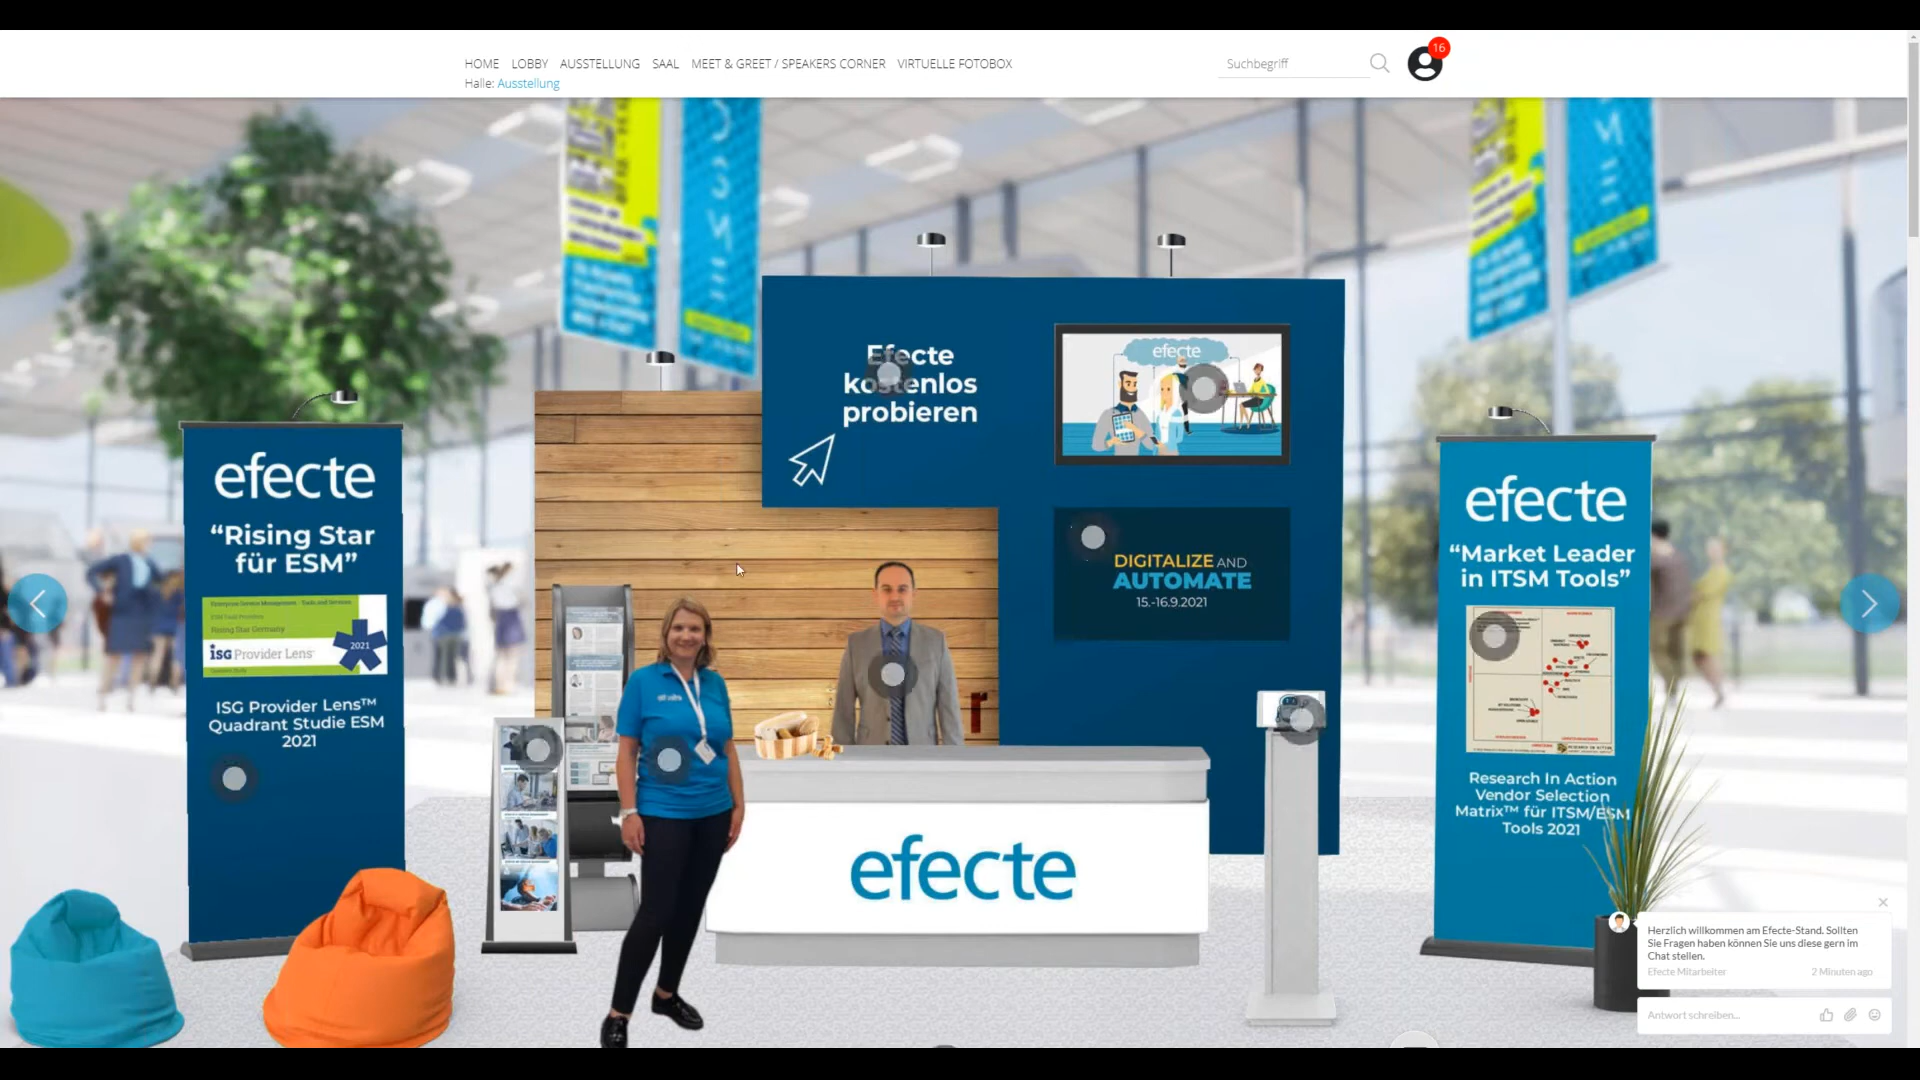 HOME LOBBY AUSSTELLUNG SAAL MEET & GREET / SPEAKERS CORNER VIRTUELLE FOTOBOX
Suchbegriff
16
Halle: Ausstellung
Efecte
kostenlos
probieren
efecte
DIGITALIZE AND
AUTOMATE
15.-16.9.2021
efecte
“Rising Star
für ESM”
Rising Star Germany
2021
ISG Provider Lens
ISG Provider Lens™
Quadrant Studie ESM
2021
efecte
efecte
“Market Leader
in ITSM Tools”
Research In Action
Vendor Selection
Matrix™ für ITSM/ESM
Tools 2021
Herzlich willkommen am Efecte-Stand. Sollten
Sie Fragen haben können Sie uns diese gern im
Chat stellen.
Efecte Mitarbeiter 2 Minuten ago
Antwort schreiben...